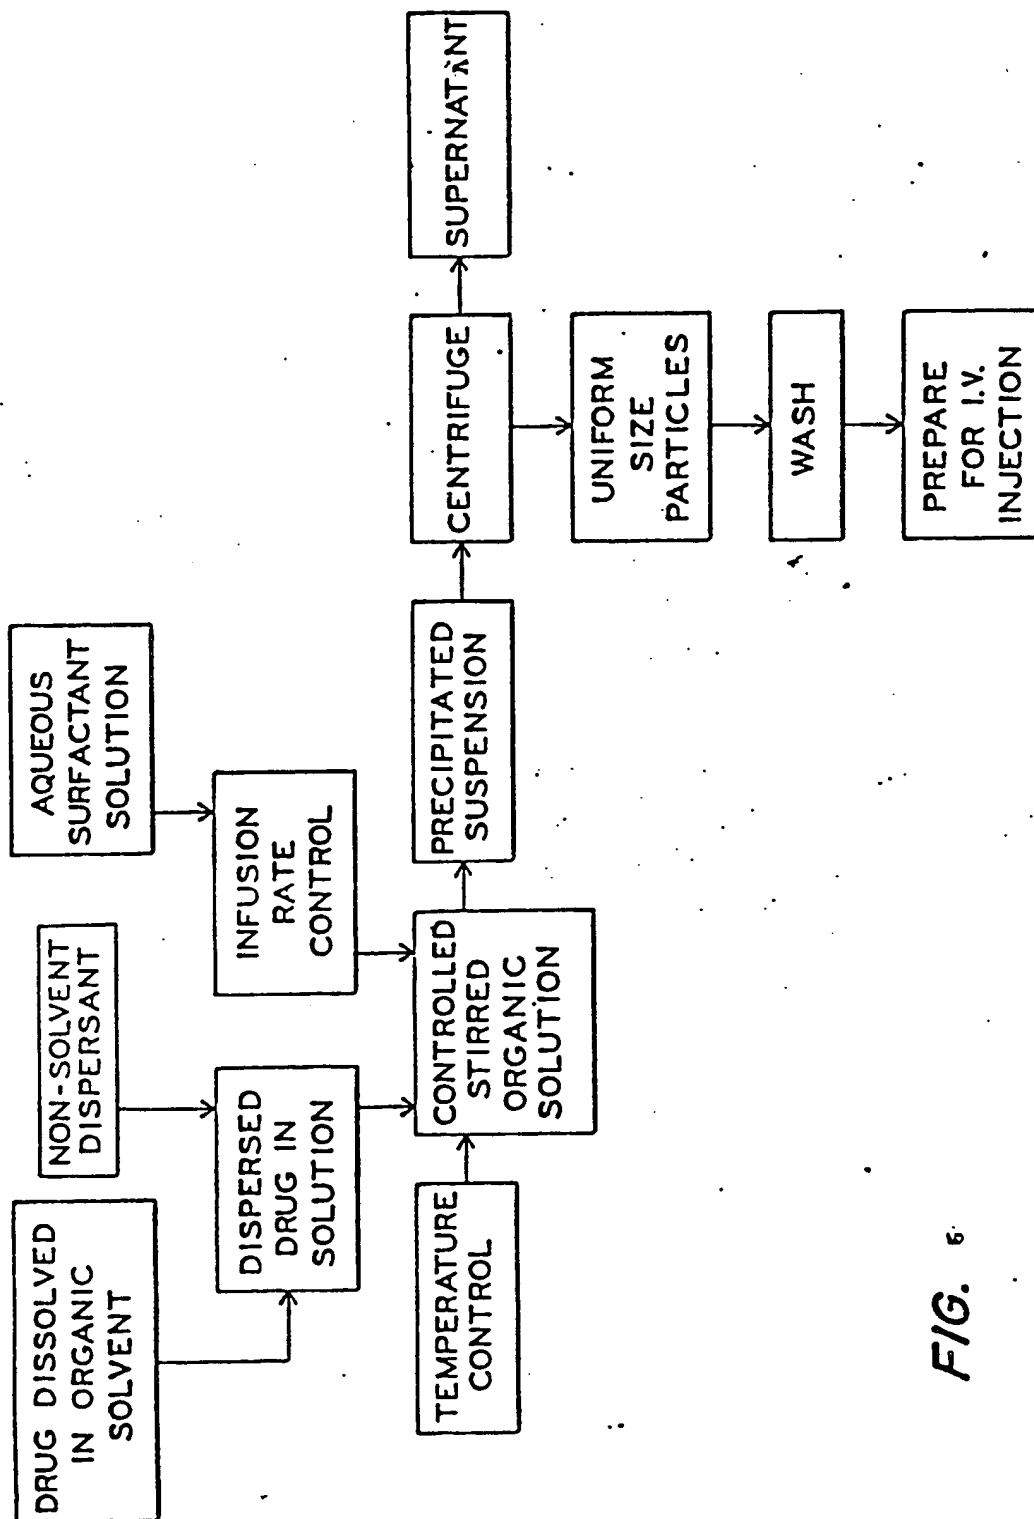 DRUG DISSOLVED
IN ORGANIC
SOLVENT
NON-SOLVENT
DISPERSANT
AQUEOUS
SURFACTANT
SOLUTION
DISPERSED
DRUG IN
SOLUTION
INFUSION
RATE
CONTROL
TEMPERATURE
CONTROL
CONTROLLED
STIRRED
ORGANIC
SOLUTION
PRECIPITATED
SUSPENSION
CENTRIFUGE
SUPERNATANT
UNIFORM
SIZE
PARTICLES
WASH
PREPARE
FOR I.V.
INJECTION
FIG.